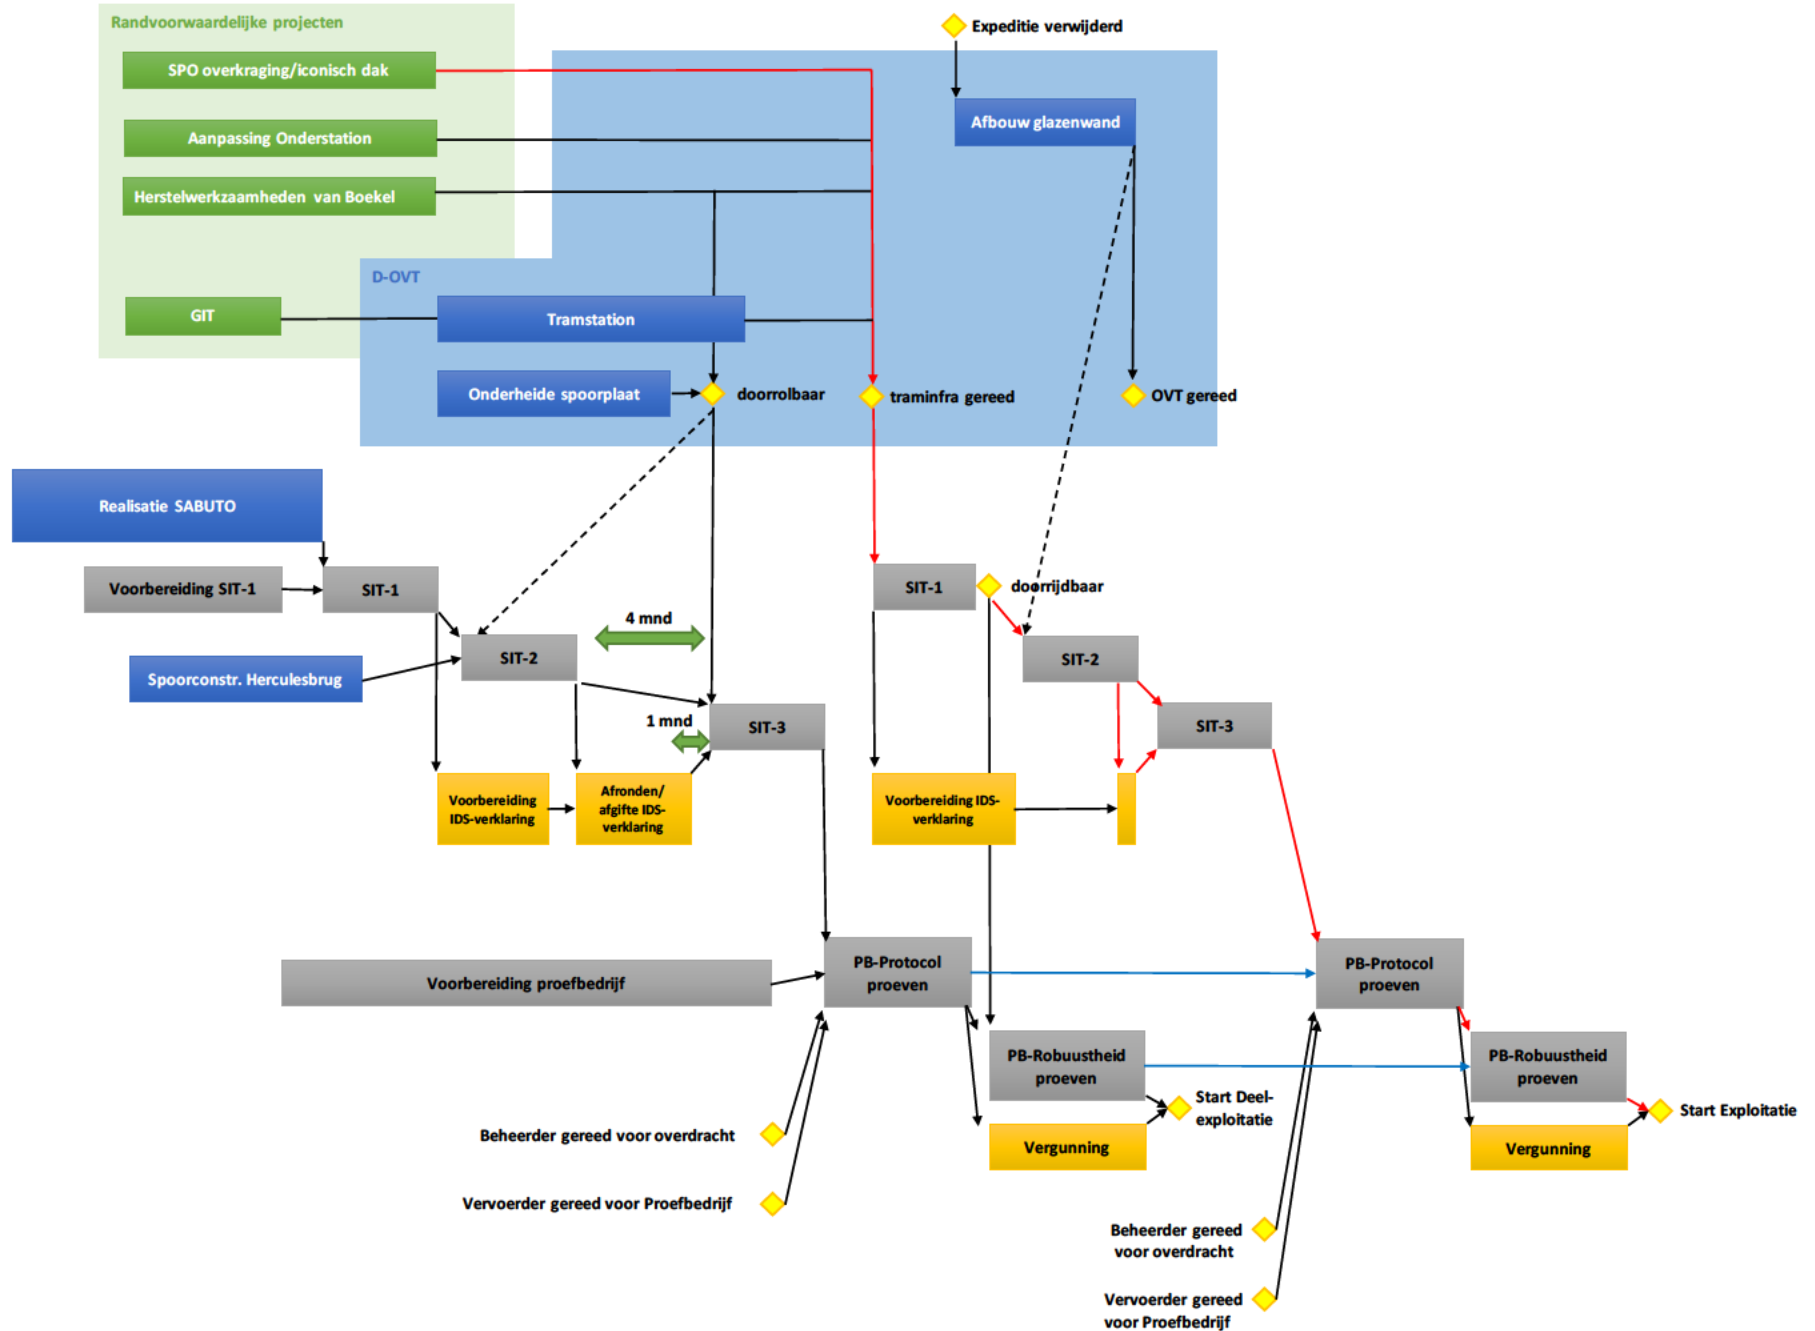 Randvoorwaardelijke projecten
Expeditie verwijderd
SPO overkraging/iconisch dak
Afbouw glazenwand
Aanpassing Onderstation
Herstelwerkzaamheden van Boekel
D-OVT
GIT
Tramstation
Onderheide spoorplaat
doorrolbaar
traminfra gereed
OVT gereed
Realisatie SABUTO
Voorbereiding SIT-1
SIT-1
SIT-1
doorrijdbaar
4 mnd
SIT-2
SIT-2
Spoorconstr. Herculesbrug
1 mnd
SIT-3
SIT-3
Voorbereiding
IDS-verklaring
Afronden/
afgifte IDS-
verklaring
Voorbereiding IDS-
verklaring
PB-Protocol
proeven
PB-Protocol
proeven
Voorbereiding proefbedrijf
PB-Robuustheid
proeven
PB-Robuustheid
proeven
Start Deel-
exploitatie
Start Exploitatie
Beheerder gereed voor overdracht
Vergunning
Vergunning
Vervoerder gereed voor Proefbedrijf
Beheerder gereed
voor overdracht
Vervoerder gereed
voor Proefbedrijf